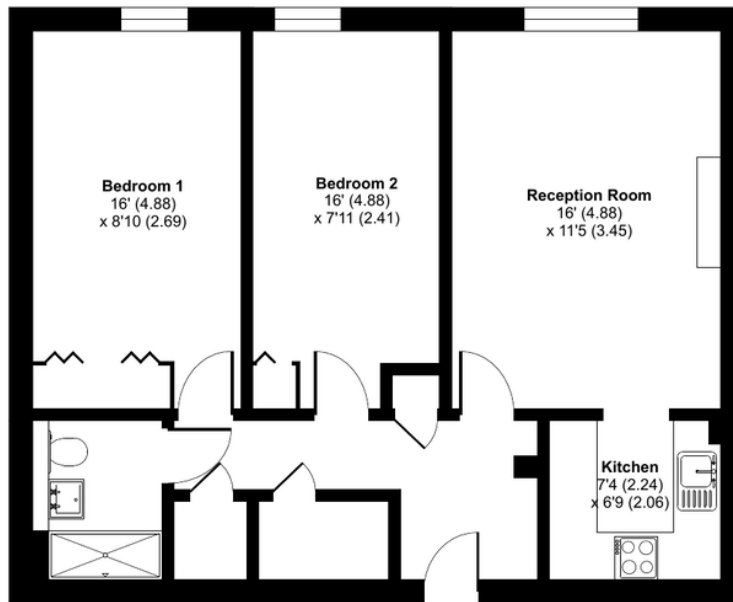 Bedroom 1
16' (4.88)
x 8'10 (2.69)
Bedroom 2
16' (4.88)
x 7'11 (2.41)
Reception Room
16' (4.88)
x 11'5 (3.45)
Kitchen
7'4 (2.24)
x 6'9 (2.06)